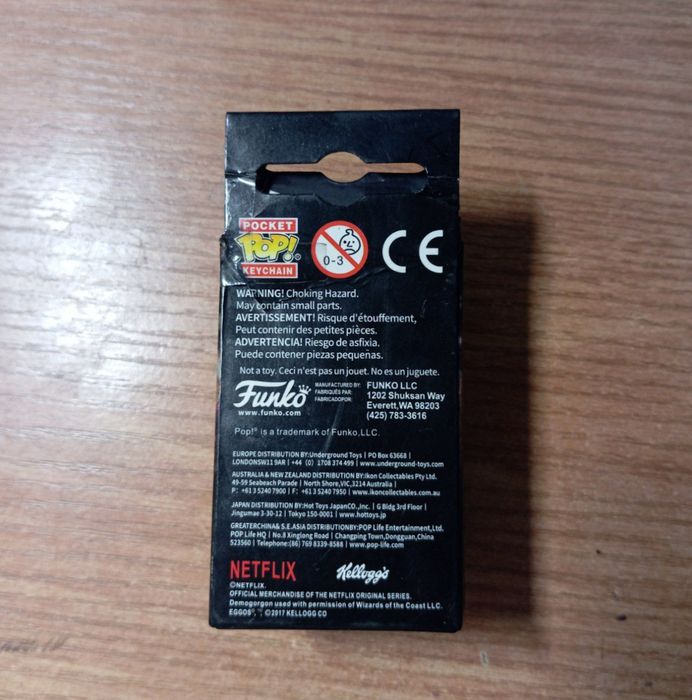 POCKET
POP!®
KEYCHAIN
0-3
CE
WARNING! Choking Hazard.
May contain small parts.
AVERTISSEMENT! Risque d'étouffement,
Peut contenir des petites pièces.
ADVERTENCIA! Riesgo de asfixia.
Puede contener piezas pequeñas.
Not a toy. Ceci n'est pas un jouet. No es un juguete.
Funko
www.funko.com
MANUFACTURED BY:
FABRIQUÉS PAR:
FABRICADOPOR:
FUNKO LLC
1202 Shuksan Way
Everett,WA 98203
(425) 783-3616
Pop!® is a trademark of Funko,LLC.
EUROPE DISTRIBUTION BY:Underground Toys | PO Box 63668 |
LONDONSW11 9AR | +44 (0) 1708 374 499 | www.underground-toys.com
AUSTRALIA & NEW ZEALAND DISTRIBUTION BY:Ikon Collectables Pty Ltd.
49-59 Seabeach Parade | North Shore,VIC,3214 Australia |
P: +61 3 5240 7900 | F: +61 3 5240 7950 | www.ikoncollectables.com.au
JAPAN DISTRIBUTION BY:Hot Toys JapanCO.,Inc. | G Bldg 3rd Floor |
Jingumae 3-30-12 | Tokyo 150-0001 | www.hottoys.jp
GREATERCHINA& S.E.ASIA DISTRIBUTIONBY:POP Life Entertainment,Ltd.
POP Life HQ | No.8 Xinglong Road | Changping Town,Dongguan,China
523560 | Telephone:(86) 769 8339-8588 | www.pop-life.com
NETFLIX
Kellogg's
©NETFLIX.
OFFICIAL MERCHANDISE OF THE NETFLIX ORIGINAL SERIES.
Demogorgon used with permission of Wizards of the Coast LLC.
EGGOS®, ™, ©2017 KELLOGG CO